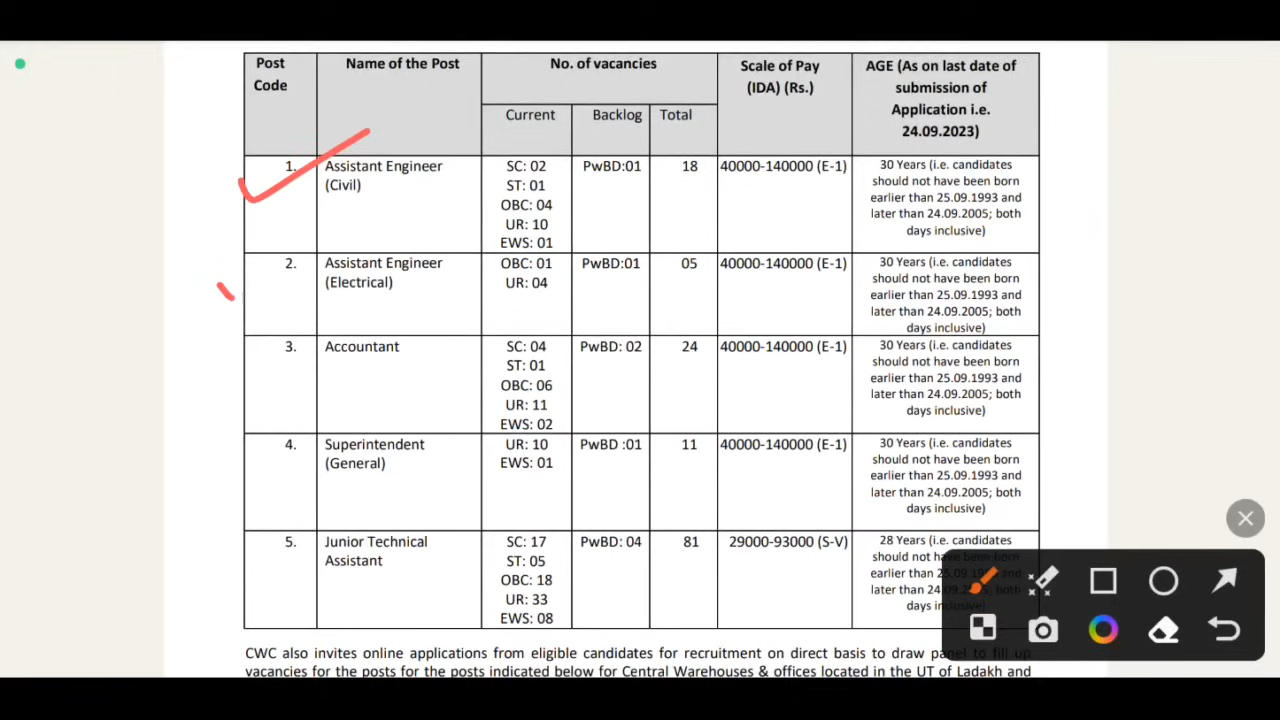 Post Code
Name of the Post
No. of vacancies
Scale of Pay (IDA) (Rs.)
AGE (As on last date of submission of Application i.e. 24.09.2023)
Current
Backlog
Total
1.
Assistant Engineer (Civil)
SC: 02
ST: 01
OBC: 04
UR: 10
EWS: 01
PwBD:01
18
40000-140000 (E-1)
30 Years (i.e. candidates
should not have been born
earlier than 25.09.1993 and
later than 24.09.2005; both
days inclusive)
2.
Assistant Engineer (Electrical)
OBC: 01
UR: 04
PwBD:01
05
40000-140000 (E-1)
30 Years (i.e. candidates
should not have been born
earlier than 25.09.1993 and
later than 24.09.2005; both
days inclusive)
3.
Accountant
SC: 04
ST: 01
OBC: 06
UR: 11
EWS: 02
PwBD: 02
24
40000-140000 (E-1)
30 Years (i.e. candidates
should not have been born
earlier than 25.09.1993 and
later than 24.09.2005; both
days inclusive)
4.
Superintendent (General)
UR: 10
EWS: 01
PwBD :01
11
40000-140000 (E-1)
30 Years (i.e. candidates
should not have been born
earlier than 25.09.1993 and
later than 24.09.2005; both
days inclusive)
5.
Junior Technical Assistant
SC: 17
ST: 05
OBC: 18
UR: 33
EWS: 08
PwBD: 04
81
29000-93000 (S-V)
28 Years (i.e. candidates
should not have been born
earlier than
later than both
days
CWC also invites online applications from eligible candidates for recruitment on direct basis to draw panel to fill up
vacancies for the posts for the posts indicated below for Central Warehouses & offices located in the UT of Ladakh and